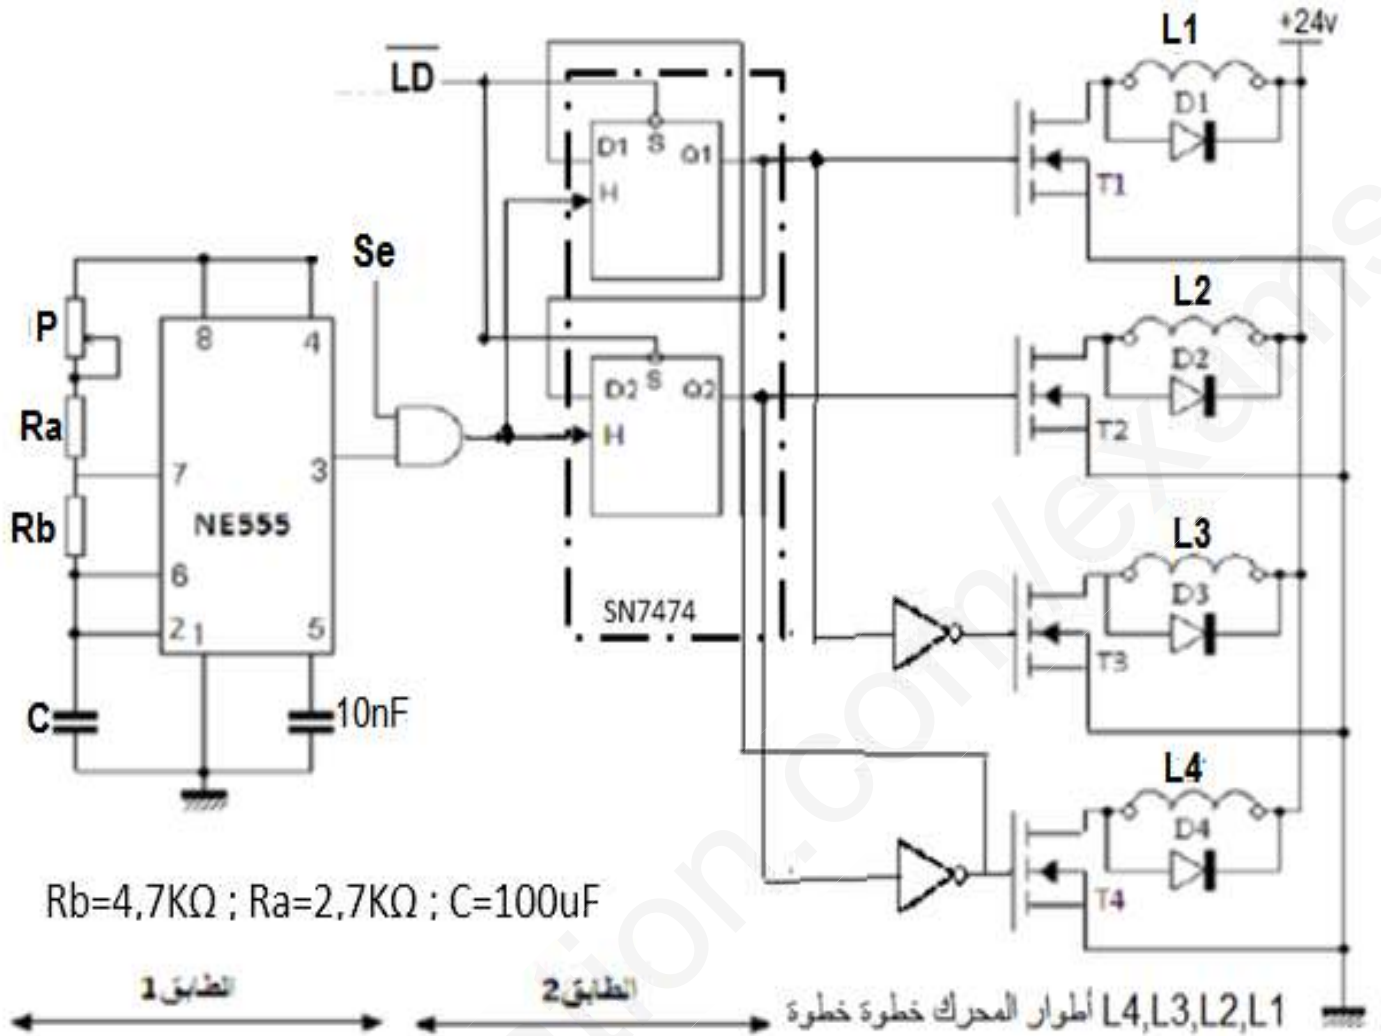 L1
+24v
LD
D1
D1 S Q1
H
T1
Se
L2
P
8 4
D2
D2 S Q2
Ra
H
T2
7 3
NE555
Rb
L3
6
D3
SN7474
2 1 5
T3
C
10nF
L4
D4
T4
Rb=4,7KΩ ; Ra=2,7KΩ ; C=100uF
الطابق1
الطابق2
L4,L3,L2,L1 أطوار المحرك خطوة خطوة